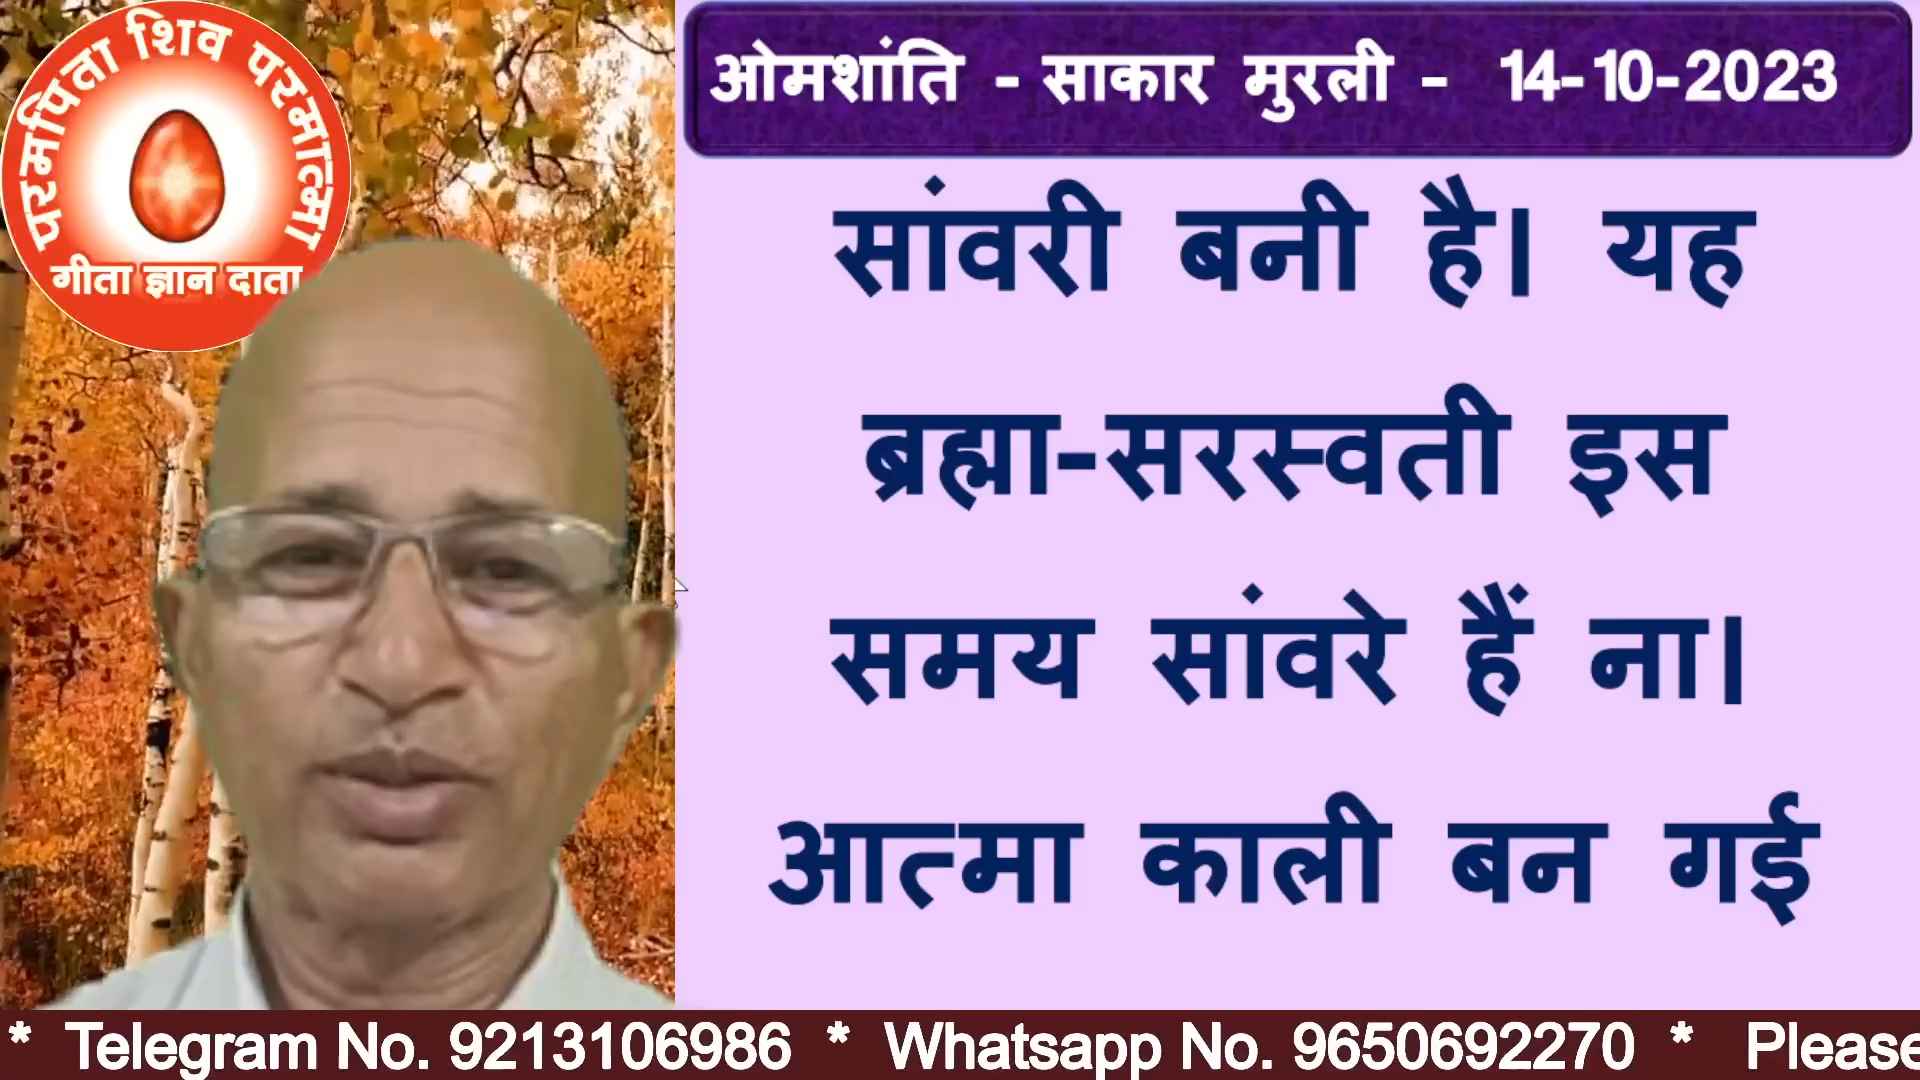 परमपिता शिव परमात्मा
गीता ज्ञान दाता
ओमशांति - साकार मुरली - 14-10-2023
सांवरी बनी है। यह
ब्रह्मा-सरस्वती इस
समय सांवरे हैं ना।
आत्मा काली बन गई
* Telegram No. 9213106986 * Whatsapp No. 9650692270 * Please